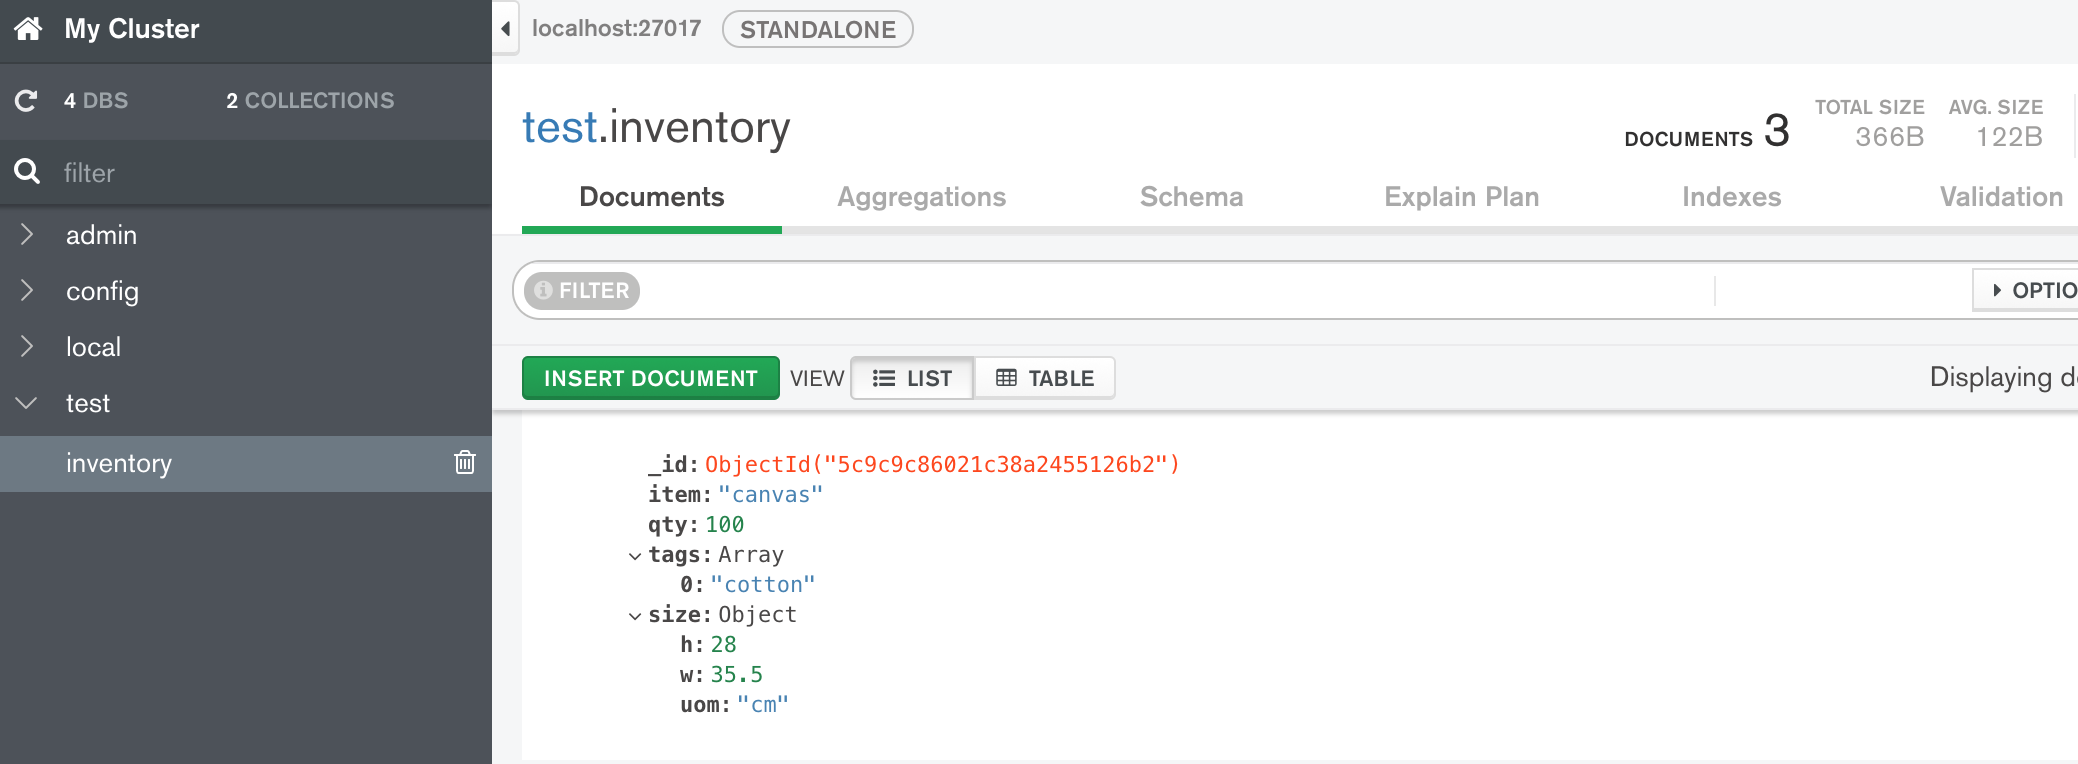 My Cluster
4 DBS 2 COLLECTIONS
filter
admin
config
local
test
inventory
localhost:27017 STANDALONE
test.inventory
DOCUMENTS 3 TOTAL SIZE 366B AVG. SIZE 122B
Documents Aggregations Schema Explain Plan Indexes Validation
FILTER
OPTIO
INSERT DOCUMENT VIEW LIST TABLE
Displaying d
_id: ObjectId("5c9c9c86021c38a2455126b2")
item: "canvas"
qty: 100
tags: Array
0: "cotton"
size: Object
h: 28
w: 35.5
uom: "cm"